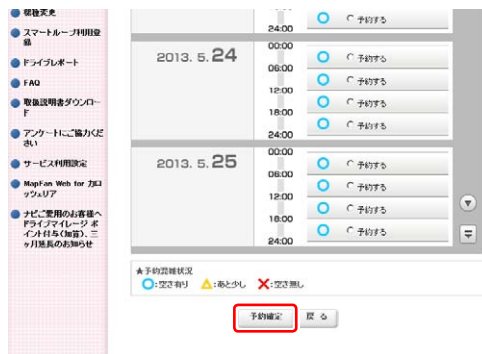 機種変更
スマートループ利用登
録
ドライブレポート
FAQ
取扱説明書ダウンロー
ド
アンケートにご協力くだ
さい
サービス利用設定
MapFan Web for カロ
ッツェリア
ナビご愛用のお客様へ
ドライブマイレージ ポ
イント付与(加算)、三
ヶ月延長のお知らせ
24:00
予約する
2013. 5. 24
00:00
予約する
06:00
予約する
12:00
予約する
18:00
予約する
24:00
2013. 5. 25
00:00
予約する
06:00
予約する
12:00
予約する
18:00
予約する
24:00
★予約混雑状況
○:空き有り △:あと少し ×:空き無し
予約確定 戻 る